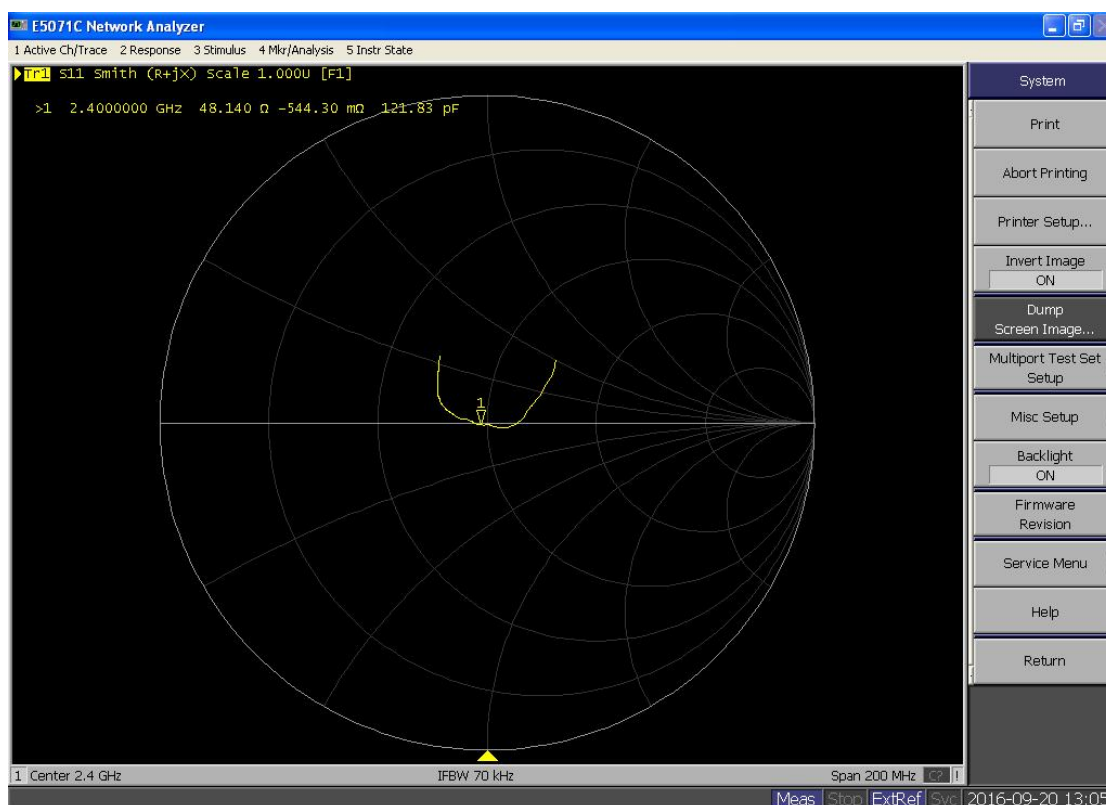 E5071C Network Analyzer
1 Active Ch/Trace 2 Response 3 Stimulus 4 Mkr/Analysis 5 Instr State
Tr1 S11 Smith (R+jX) Scale 1.000U [F1]
>1 2.4000000 GHz 48.140 Ω -544.30 mΩ 121.83 pF
1
System
Print
Abort Printing
Printer Setup...
Invert Image
ON
Dump
Screen Image...
Multiport Test Set
Setup
Misc Setup
Backlight
ON
Firmware
Revision
Service Menu
Help
Return
1 Center 2.4 GHz IFBW 70 kHz Span 200 MHz C? !
Meas Stop ExtRef Svc 2016-09-20 13:05